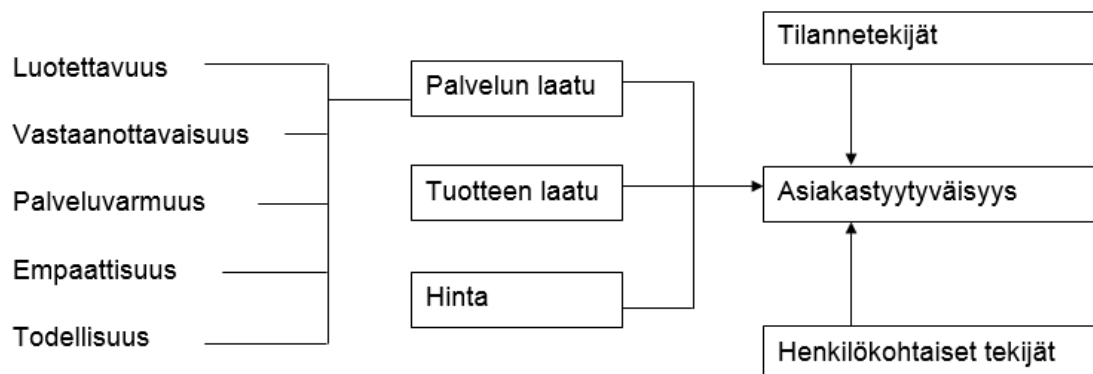 Luotettavuus
Vastaanottavaisuus
Palveluvarmuus
Empaattisuus
Todellisuus
Palvelun laatu
Tuotteen laatu
Hinta
Tilannetekijät
Asiakastyytyväisyys
Henkilökohtaiset tekijät